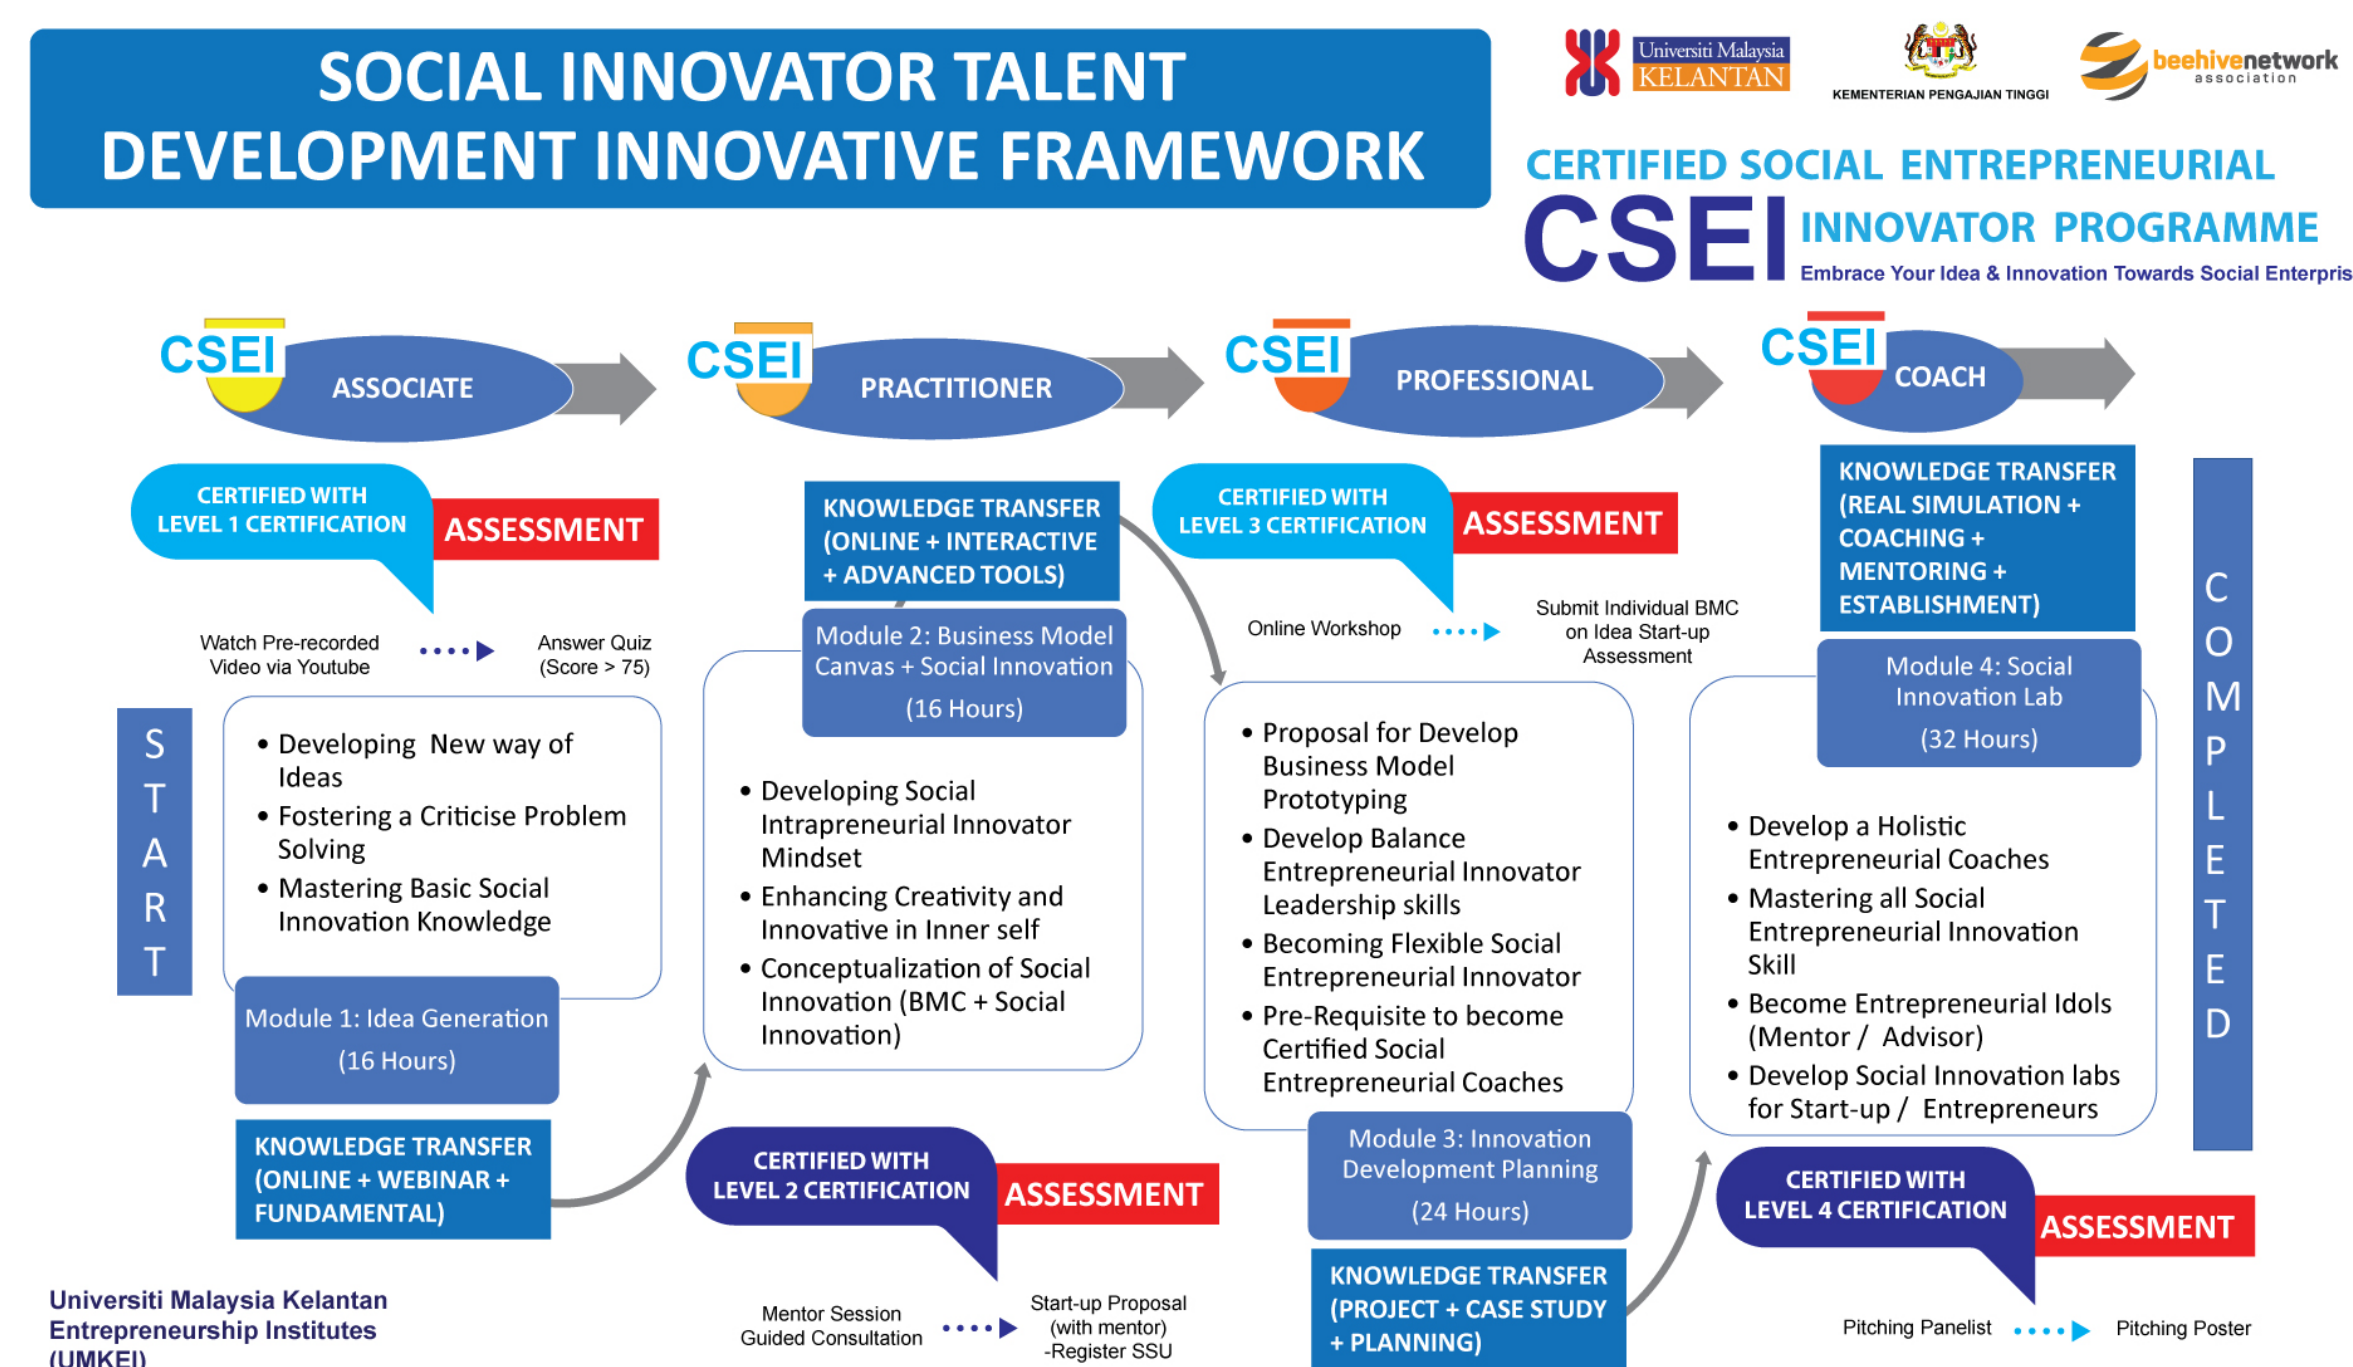 SOCIAL INNOVATOR TALENT
DEVELOPMENT INNOVATIVE FRAMEWORK
Universiti Malaysia
KELANTAN
KEMENTERIAN PENGAJIAN TINGGI
beehivenetwork
association
CERTIFIED SOCIAL ENTREPRENEURIAL
CSEI
INNOVATOR PROGRAMME
Embrace Your Idea & Innovation Towards Social Enterpris
CSEI
ASSOCIATE
CSEI
PRACTITIONER
CSEI
PROFESSIONAL
CSEI
COACH
START
CERTIFIED WITH
LEVEL 1 CERTIFICATION
ASSESSMENT
Watch Pre-recorded
Video via Youtube
Answer Quiz
(Score > 75)
• Developing New way of
Ideas
• Fostering a Criticise Problem
Solving
• Mastering Basic Social
Innovation Knowledge
Module 1: Idea Generation
(16 Hours)
KNOWLEDGE TRANSFER
(ONLINE + WEBINAR +
FUNDAMENTAL)
KNOWLEDGE TRANSFER
(ONLINE + INTERACTIVE
+ ADVANCED TOOLS)
Module 2: Business Model
Canvas + Social Innovation
(16 Hours)
• Developing Social
Intrapreneurial Innovator
Mindset
• Enhancing Creativity and
Innovative in Inner self
• Conceptualization of Social
Innovation (BMC + Social
Innovation)
CERTIFIED WITH
LEVEL 2 CERTIFICATION
ASSESSMENT
Mentor Session
Guided Consultation
Start-up Proposal
(with mentor)
-Register SSU
CERTIFIED WITH
LEVEL 3 CERTIFICATION
ASSESSMENT
Online Workshop
Submit Individual BMC
on Idea Start-up
Assessment
• Proposal for Develop
Business Model
Prototyping
• Develop Balance
Entrepreneurial Innovator
Leadership skills
• Becoming Flexible Social
Entrepreneurial Innovator
• Pre-Requisite to become
Certified Social
Entrepreneurial Coaches
Module 3: Innovation
Development Planning
(24 Hours)
KNOWLEDGE TRANSFER
(PROJECT + CASE STUDY
+ PLANNING)
KNOWLEDGE TRANSFER
(REAL SIMULATION +
COACHING +
MENTORING +
ESTABLISHMENT)
Module 4: Social
Innovation Lab
(32 Hours)
• Develop a Holistic
Entrepreneurial Coaches
• Mastering all Social
Entrepreneurial Innovation
Skill
• Become Entrepreneurial Idols
(Mentor / Advisor)
• Develop Social Innovation labs
for Start-up / Entrepreneurs
CERTIFIED WITH
LEVEL 4 CERTIFICATION
ASSESSMENT
Pitching Panelist
Pitching Poster
COMPLETED
Universiti Malaysia Kelantan
Entrepreneurship Institutes
(UMKEI)